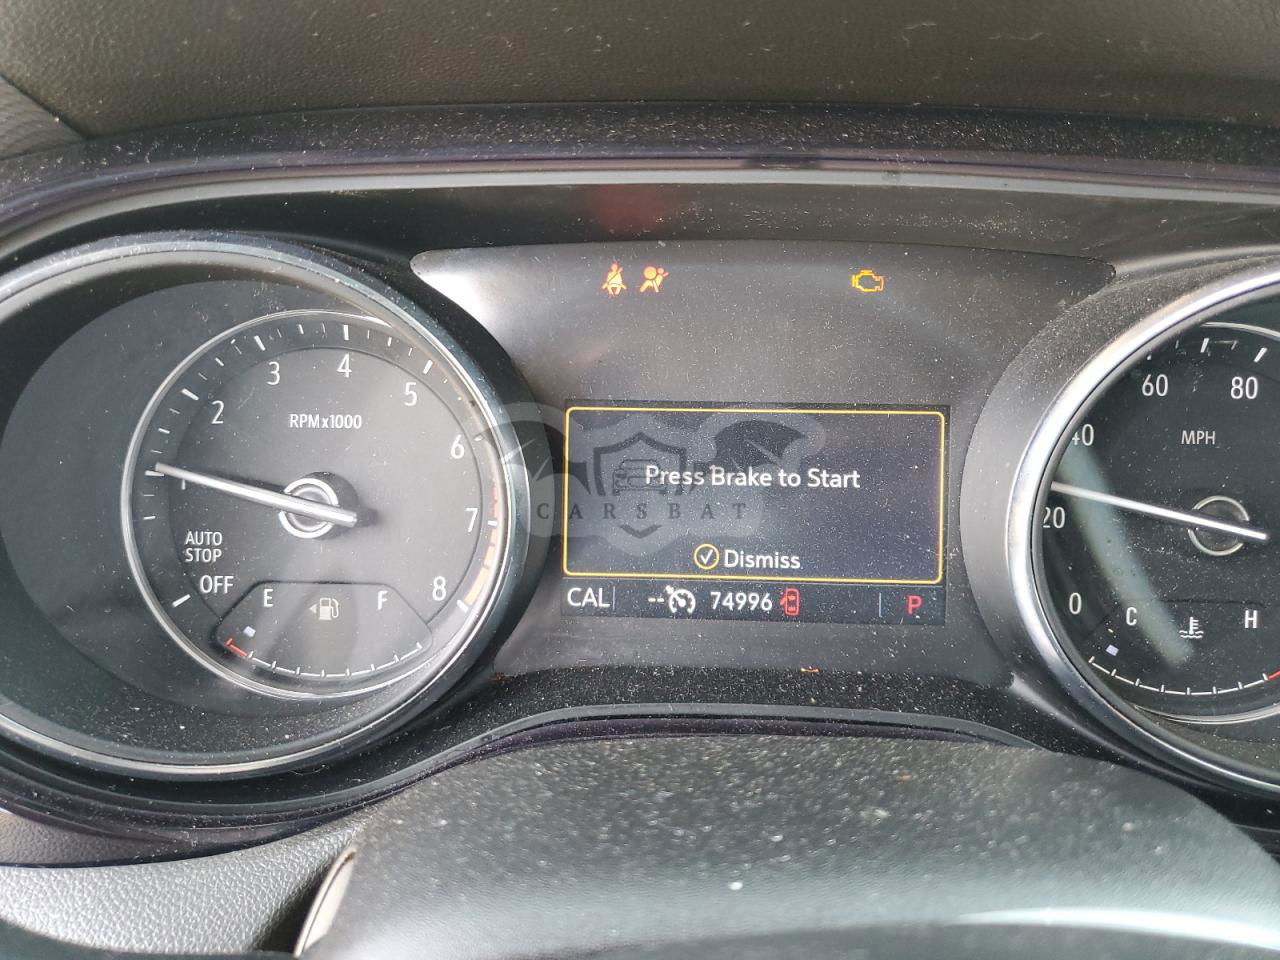 RPMx1000
1
2
3
4
5
6
7
8
AUTO
STOP
OFF
E
F
Press Brake to Start
CARSBAT
Dismiss
CAL
-- 74996
P
MPH
0
20
40
60
80
C
H